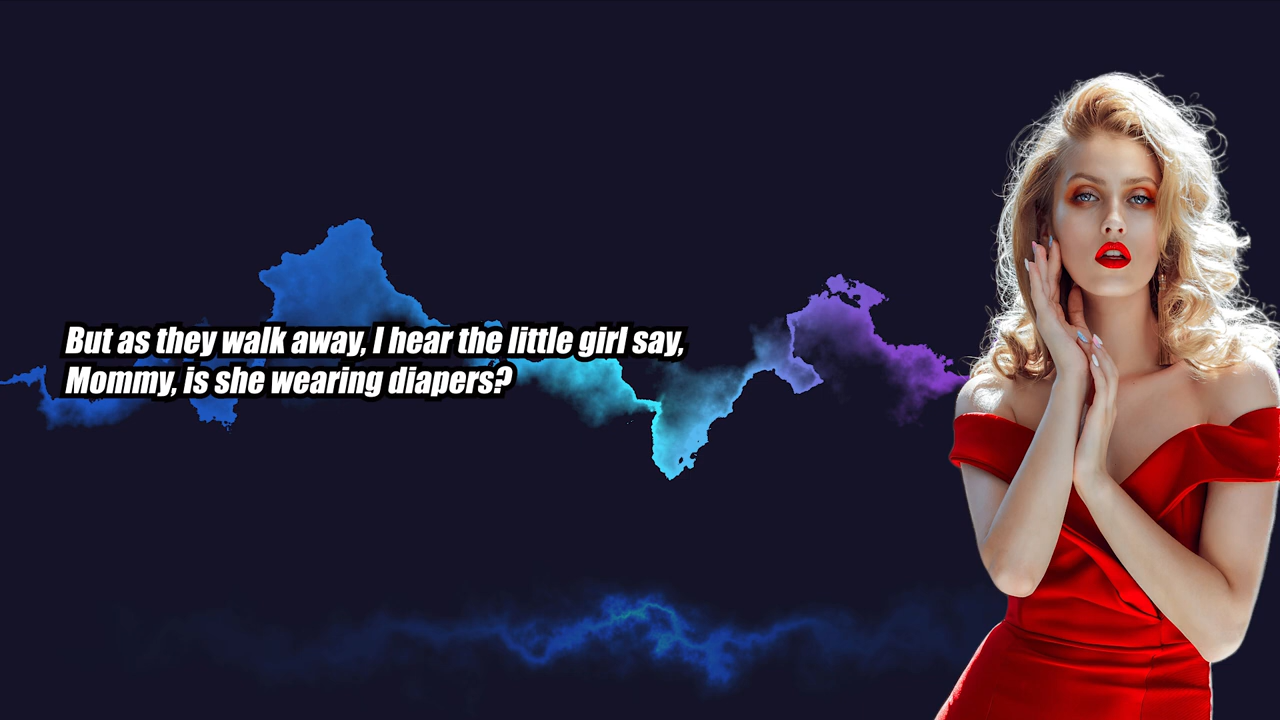 But as they walk away, I hear the little girl say,
Mommy, is she wearing diapers?